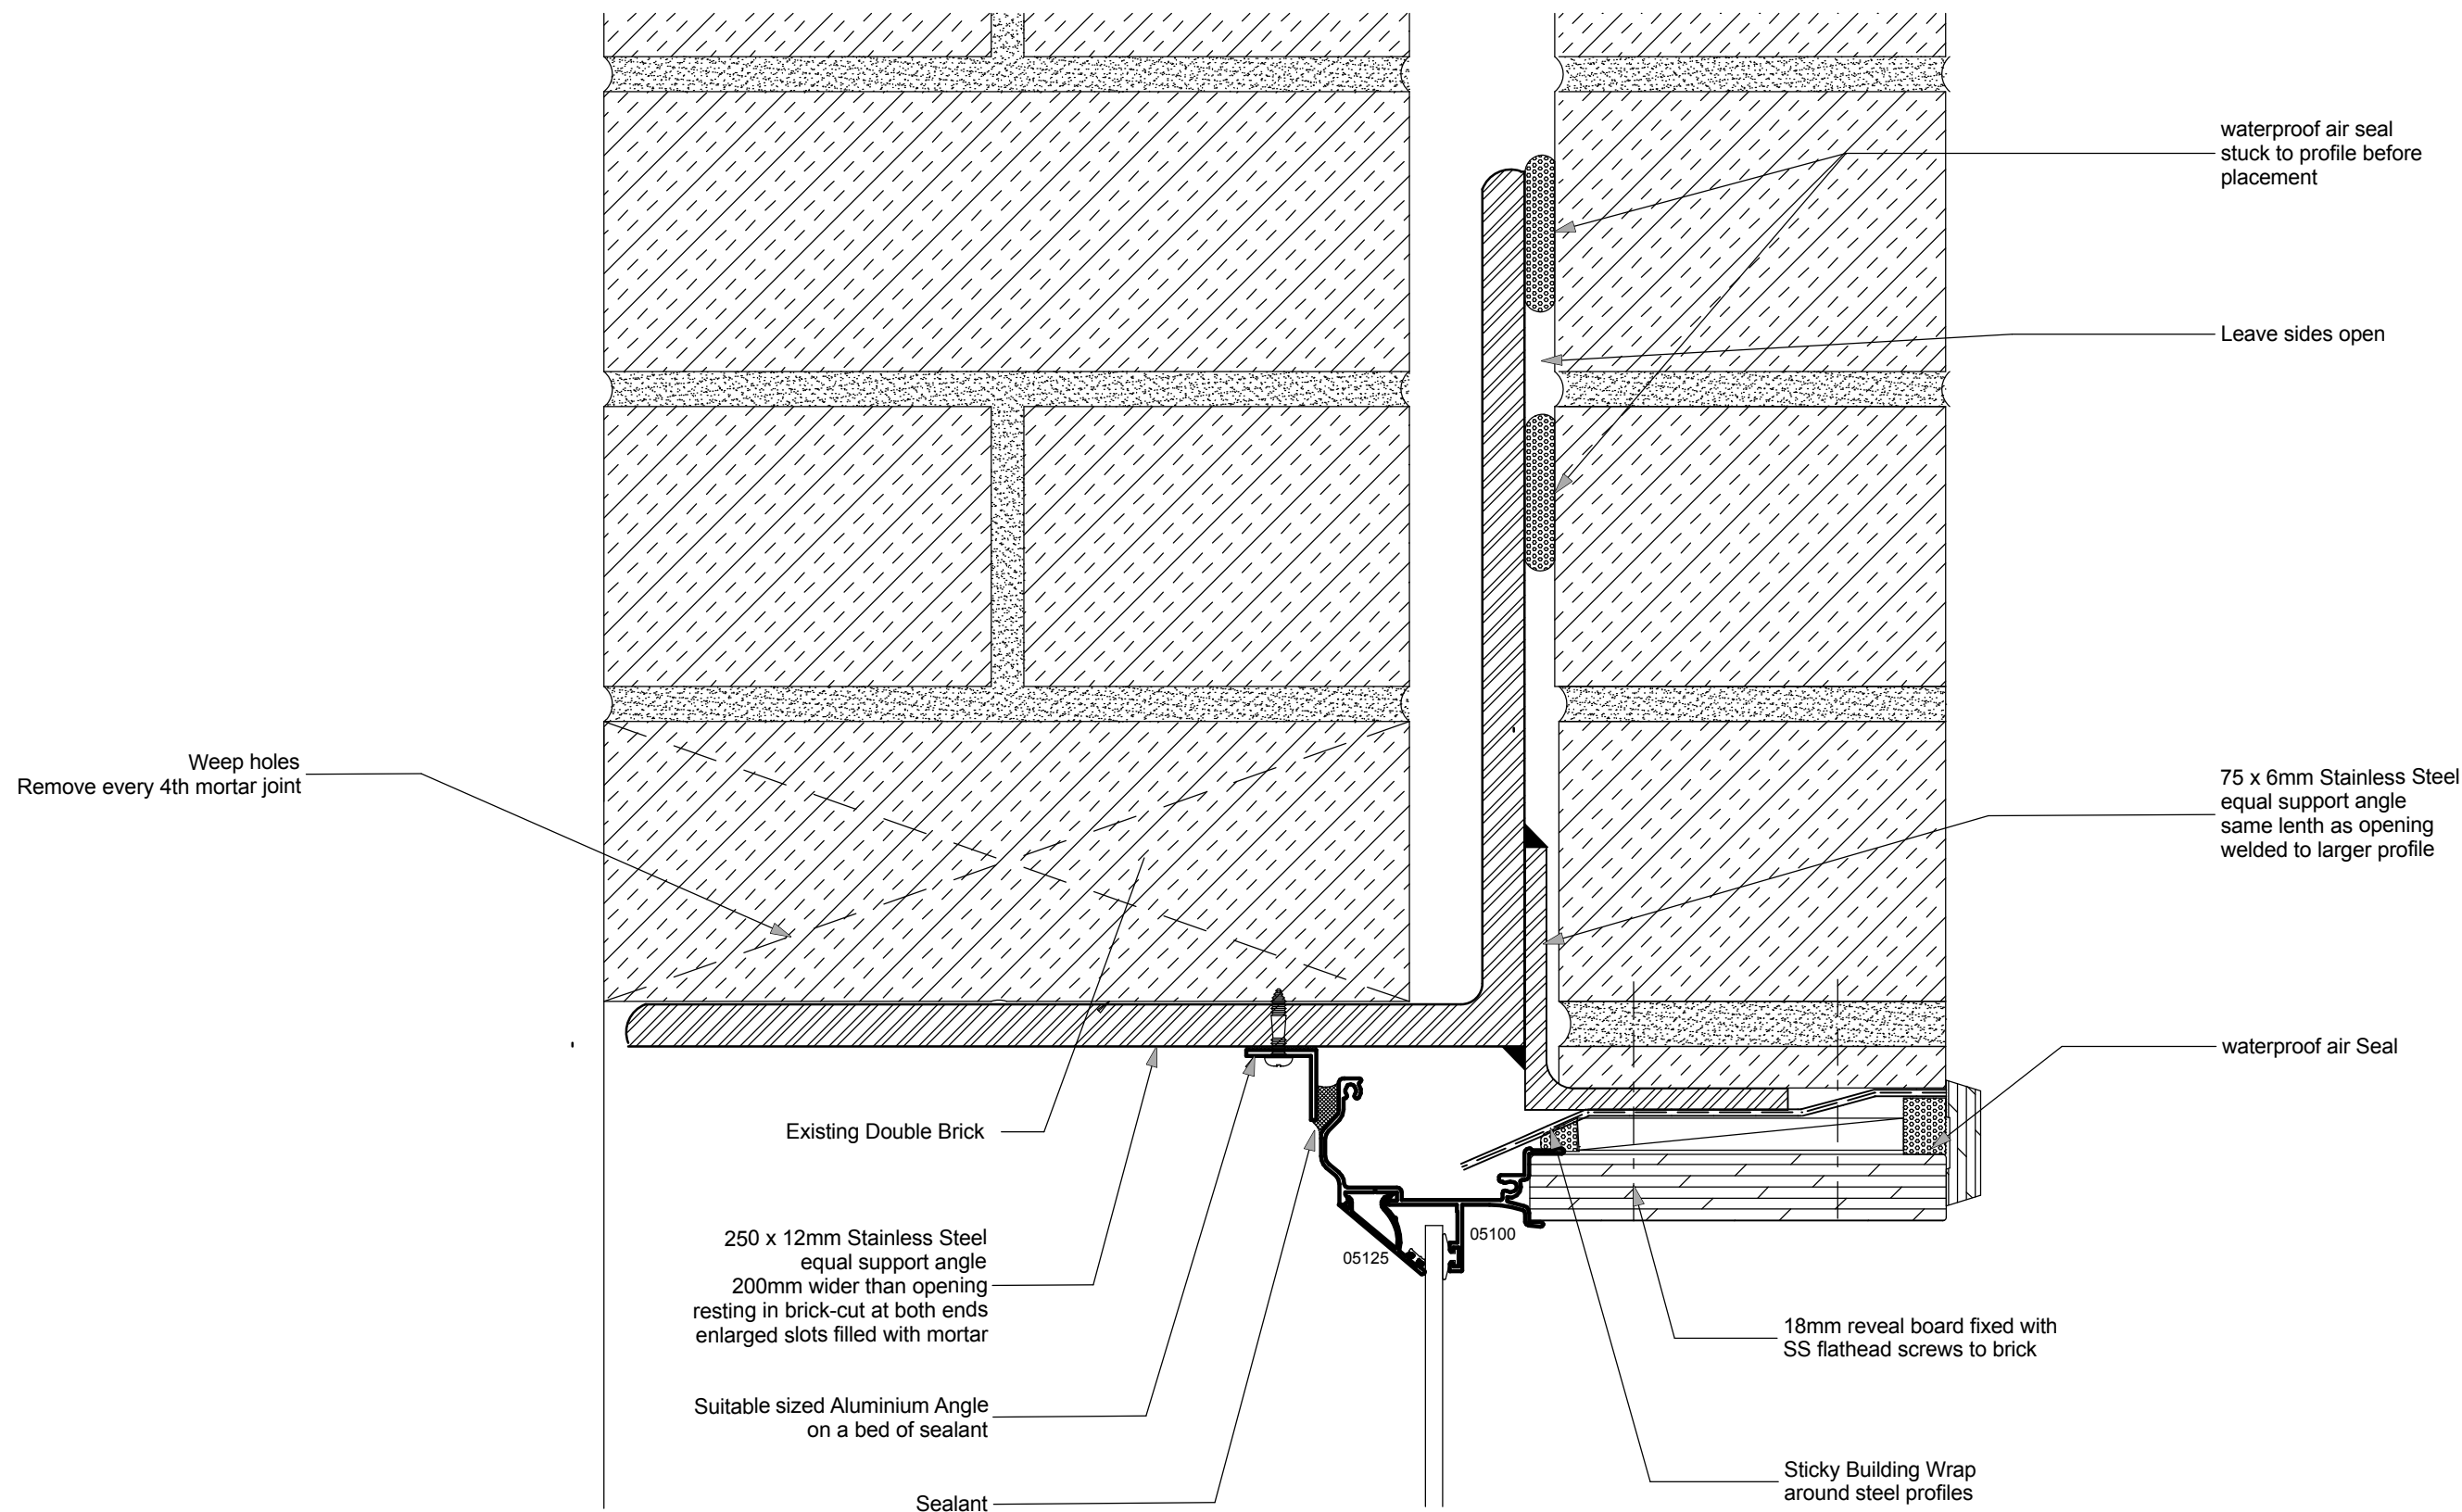 waterproof air seal
stuck to profile before
placement
Leave sides open
Weep holes
Remove every 4th mortar joint
75 x 6mm Stainless Steel
equal support angle
same lenth as opening
welded to larger profile
waterproof air Seal
Existing Double Brick
250 x 12mm Stainless Steel
equal support angle
200mm wider than opening
resting in brick-cut at both ends
enlarged slots filled with mortar
05125
05100
18mm reveal board fixed with
SS flathead screws to brick
Suitable sized Aluminium Angle
on a bed of sealant
Sticky Building Wrap
around steel profiles
Sealant